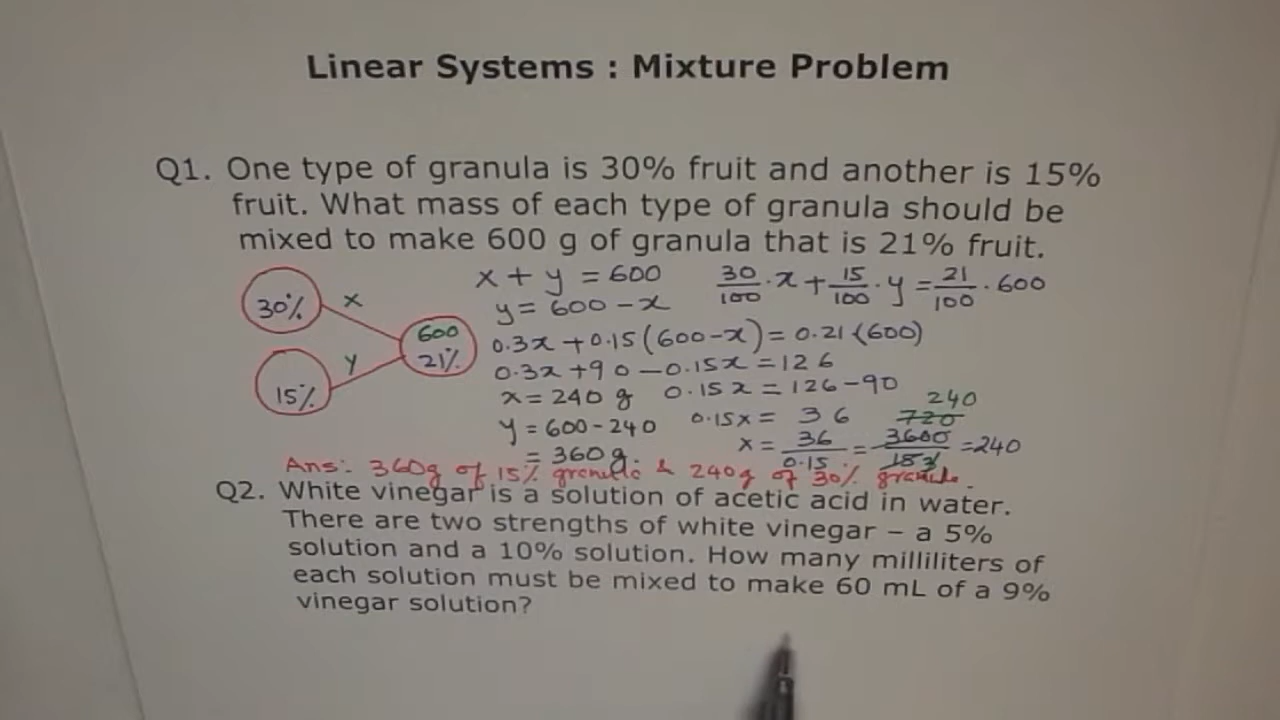 Linear Systems : Mixture Problem
Q1. One type of granula is 30% fruit and another is 15%
fruit. What mass of each type of granula should be
mixed to make 600 g of granula that is 21% fruit.
30%
x
15%
y
600
21%
x + y = 600
30/100 · x + 15/100 · y = 21/100 · 600
y = 600 - x
0.3x + 0.15(600-x) = 0.21(600)
0.3x + 90 - 0.15x = 126
x = 240 g
0.15x = 126 - 90
y = 600 - 240
0.15x = 36
240
720
x = 36/0.15 = 3600/15 3 = 240
= 360 g.
Ans: 360g of 15% & 240g of 30%
Q2. White vinegar is a solution of acetic acid in water.
There are two strengths of white vinegar – a 5%
solution and a 10% solution. How many milliliters of
each solution must be mixed to make 60 mL of a 9%
vinegar solution?